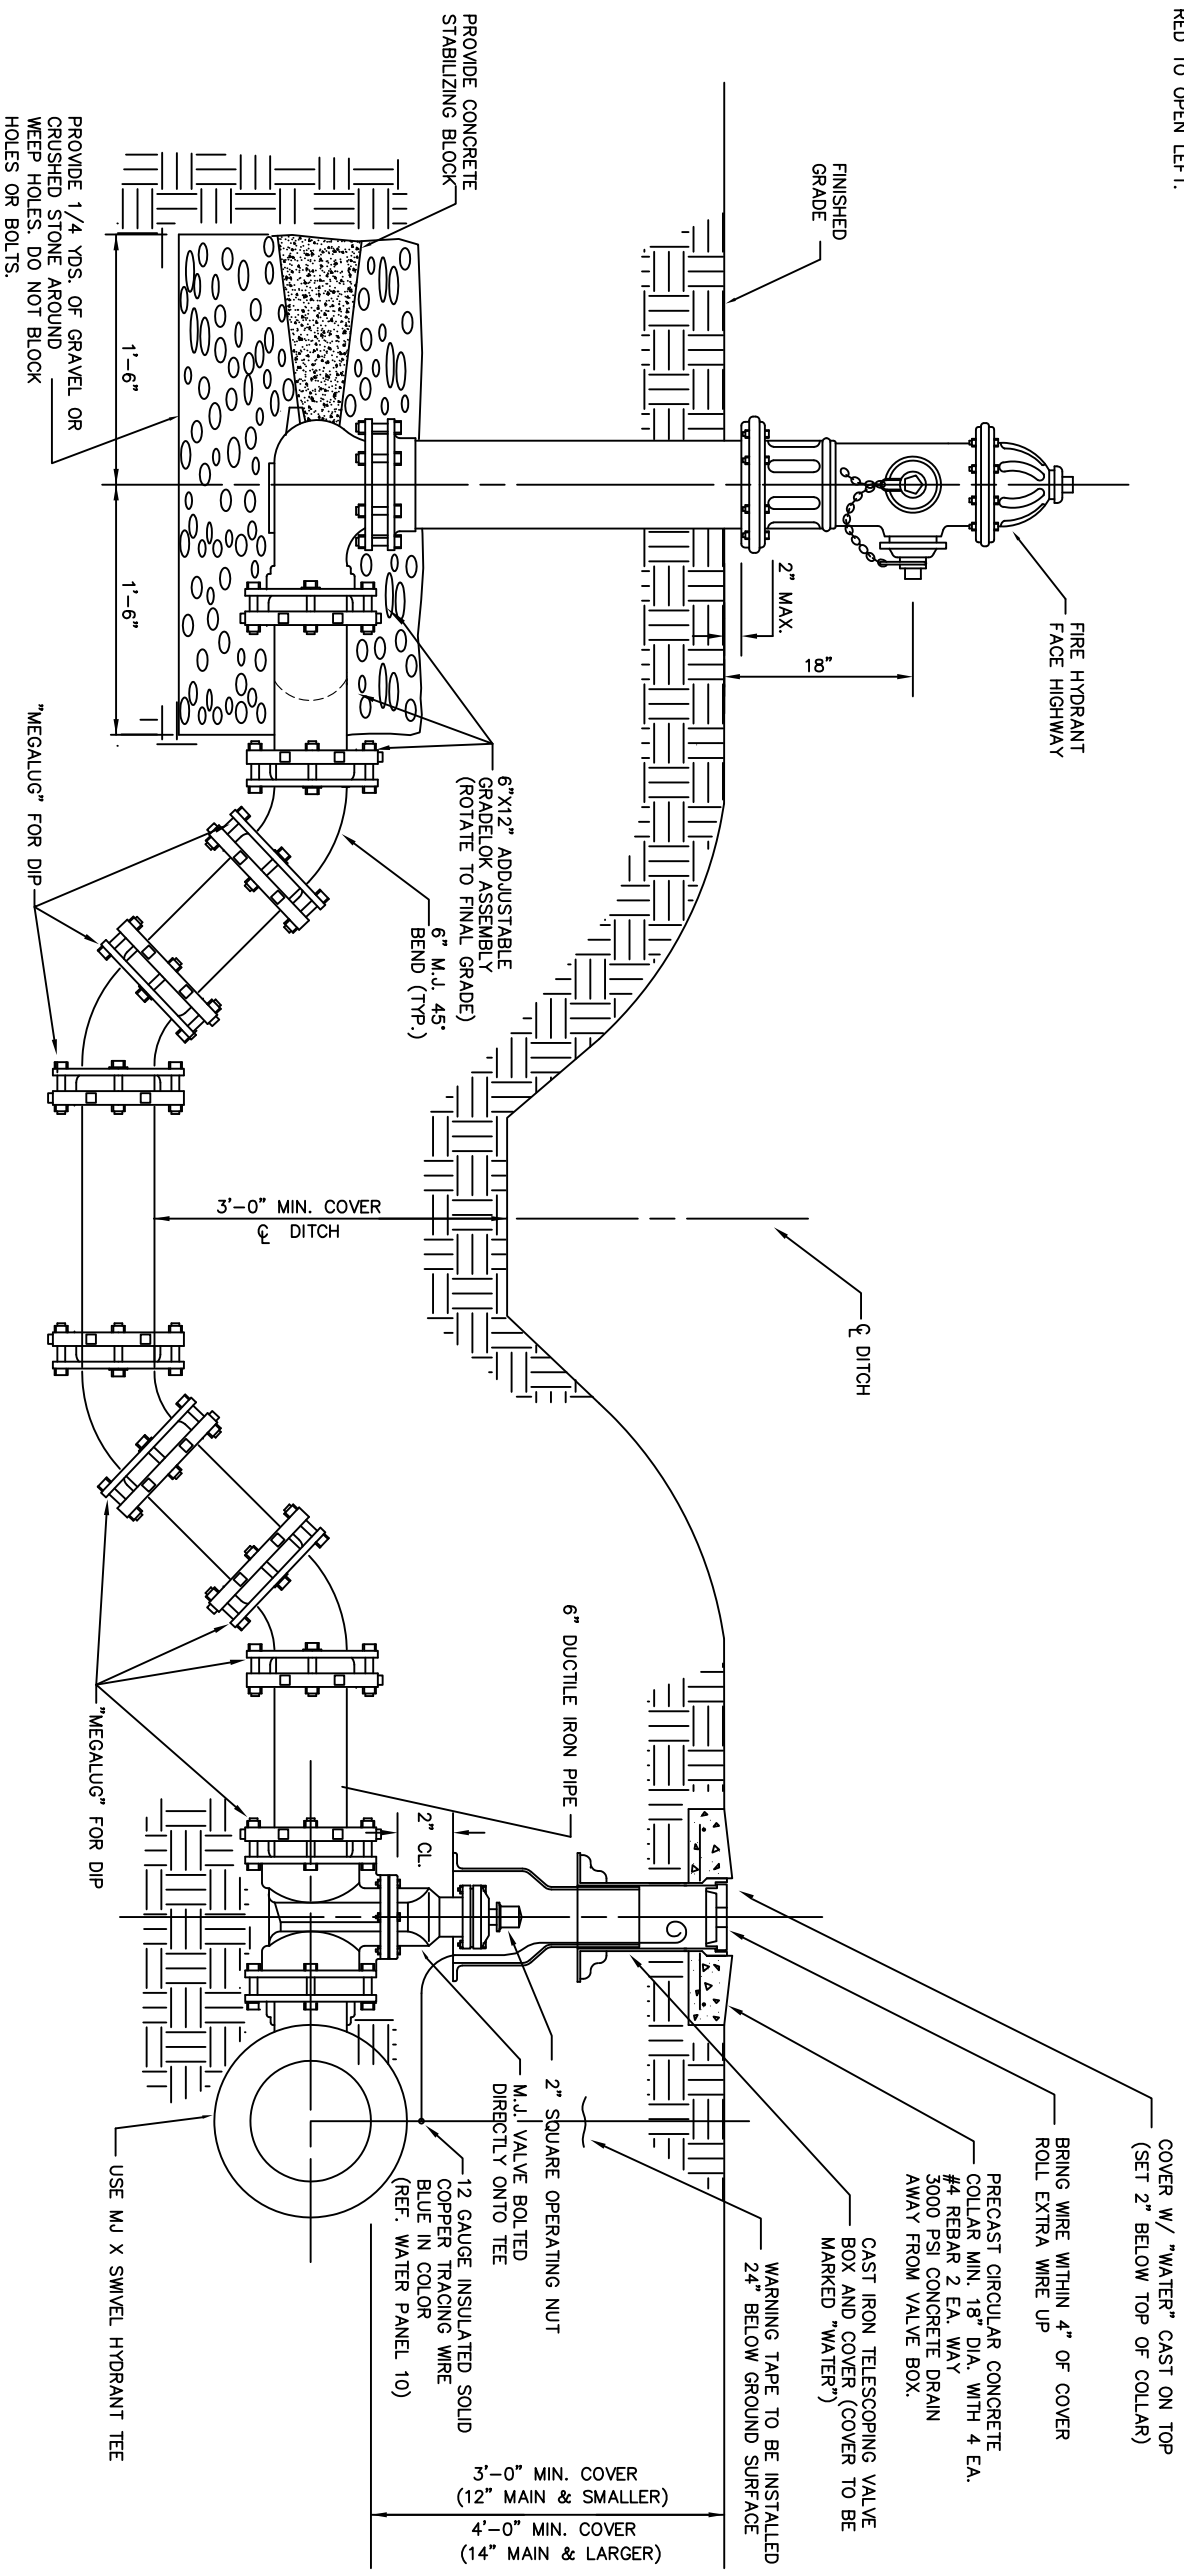 RED TO OPEN LEFT.
COVER W/ "WATER" CAST ON TOP
(SET 2" BELOW TOP OF COLLAR)
BRING WIRE WITHIN 4" OF COVER
ROLL EXTRA WIRE UP
PRECAST CIRCULAR CONCRETE
COLLAR MIN. 18" DIA. WITH 4 EA.
#4 REBAR 2 EA. WAY
3000 PSI CONCRETE DRAIN
AWAY FROM VALVE BOX.
CAST IRON TELESCOPING VALVE
BOX AND COVER (COVER TO BE
MARKED "WATER")
WARNING TAPE TO BE INSTALLED
24" BELOW GROUND SURFACE
FIRE HYDRANT
FACE HIGHWAY
18"
2" MAX.
FINISHED
GRADE
℄ DITCH
6" DUCTILE IRON PIPE
2" SQUARE OPERATING NUT
M.J. VALVE BOLTED
DIRECTLY ONTO TEE
12 GAUGE INSULATED SOLID
COPPER TRACING WIRE
BLUE IN COLOR
(REF. WATER PANEL 10)
2" CL.
PROVIDE CONCRETE
STABILIZING BLOCK
6"X12" ADDJUSTABLE
GRADELOK ASSEMBLY
(ROTATE TO FINAL GRADE)
6" M.J. 45°
BEND (TYP.)
3'-0" MIN. COVER
℄ DITCH
3'-0" MIN. COVER
(12" MAIN & SMALLER)
4'-0" MIN. COVER
(14" MAIN & LARGER)
1'-6"
1'-6"
USE MJ X SWIVEL HYDRANT TEE
"MEGALUG" FOR DIP
"MEGALUG" FOR DIP
PROVIDE 1/4 YDS. OF GRAVEL OR
CRUSHED STONE AROUND
WEEP HOLES. DO NOT BLOCK
HOLES OR BOLTS.